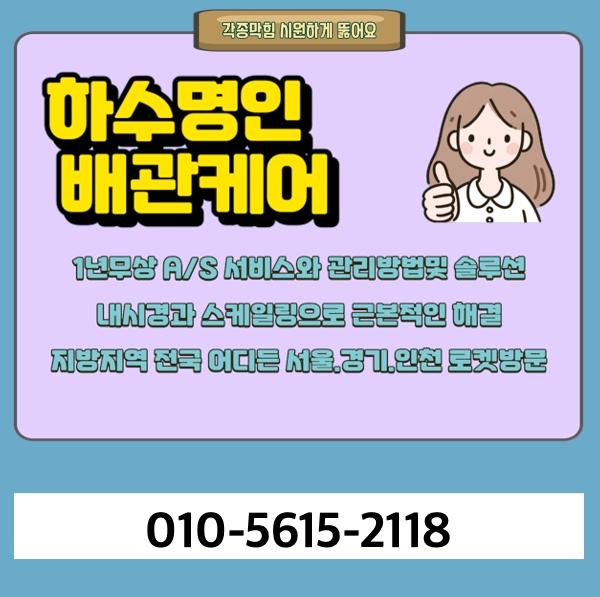 각종막힘 시원하게 뚫어요
하수명인
배관케어
1년무상 A/S 서비스와 관리방법및 솔루션
내시경과 스케일링으로 근본적인 해결
지방지역 전국 어디든 서울.경기.인천 로켓방문
010-5615-2118